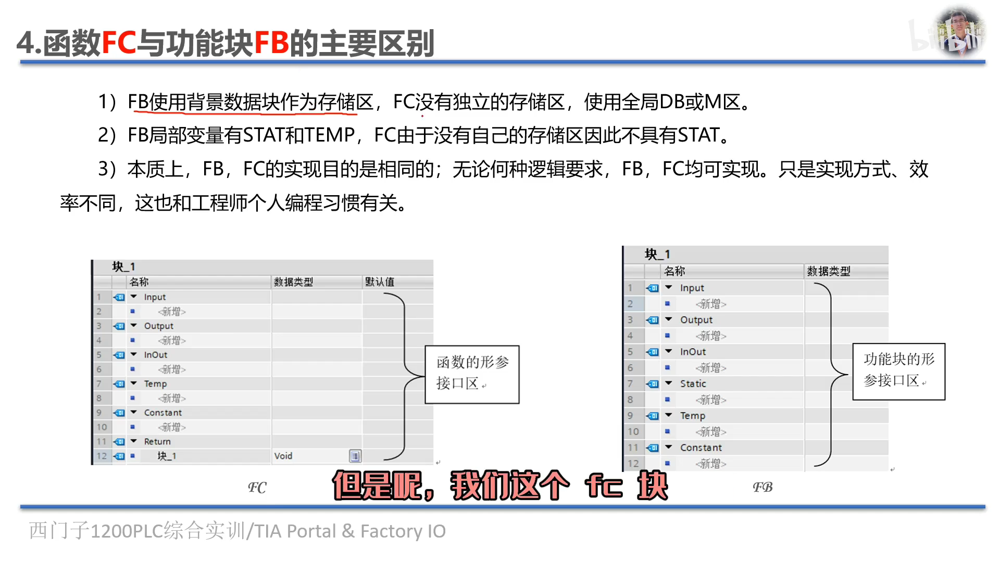 4.函数FC与功能块FB的主要区别
bilibili
1）FB使用背景数据块作为存储区，FC没有独立的存储区，使用全局DB或M区。
2）FB局部变量有STAT和TEMP，FC由于没有自己的存储区因此不具有STAT。
3）本质上，FB，FC的实现目的是相同的；无论何种逻辑要求，FB，FC均可实现。只是实现方式、效
率不同，这也和工程师个人编程习惯有关。
块_1
名称 数据类型 默认值
1 Input
2 <新增>
3 Output
4 <新增>
5 InOut
6 <新增>
7 Temp
8 <新增>
9 Constant
10 <新增>
11 Return
12 块_1 Void
函数的形参
接口区
FC
块_1
名称 数据类型
1 Input
2 <新增>
3 Output
4 <新增>
5 InOut
6 <新增>
7 Static
8 <新增>
9 Temp
10 <新增>
11 Constant
12 <新增>
功能块的形
参接口区
FB
但是呢，我们这个 fc 块
西门子1200PLC综合实训/TIA Portal & Factory IO